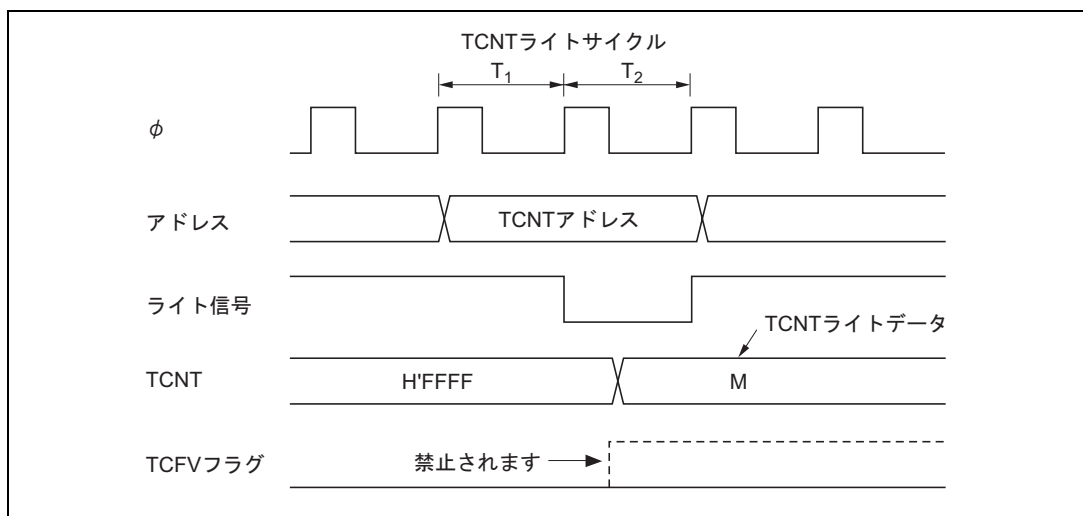 TCNTライトサイクル
T1 T2
φ
アドレス TCNTアドレス
ライト信号
TCNTライトデータ
TCNT H'FFFF M
TCFVフラグ 禁止されます